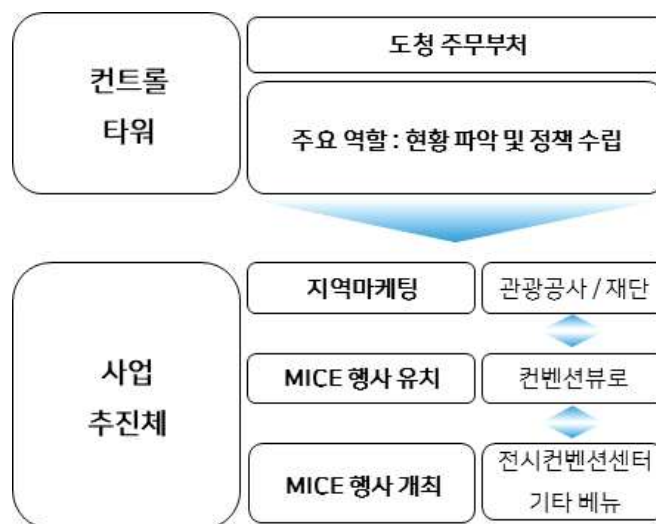 컨트롤
타워
도청 주무부처
주요 역할 : 현황 파악 및 정책 수립
사업
추진체
지역마케팅
관광공사 / 재단
MICE 행사 유치
컨벤션뷰로
MICE 행사 개최
전시컨벤션센터
기타 베뉴